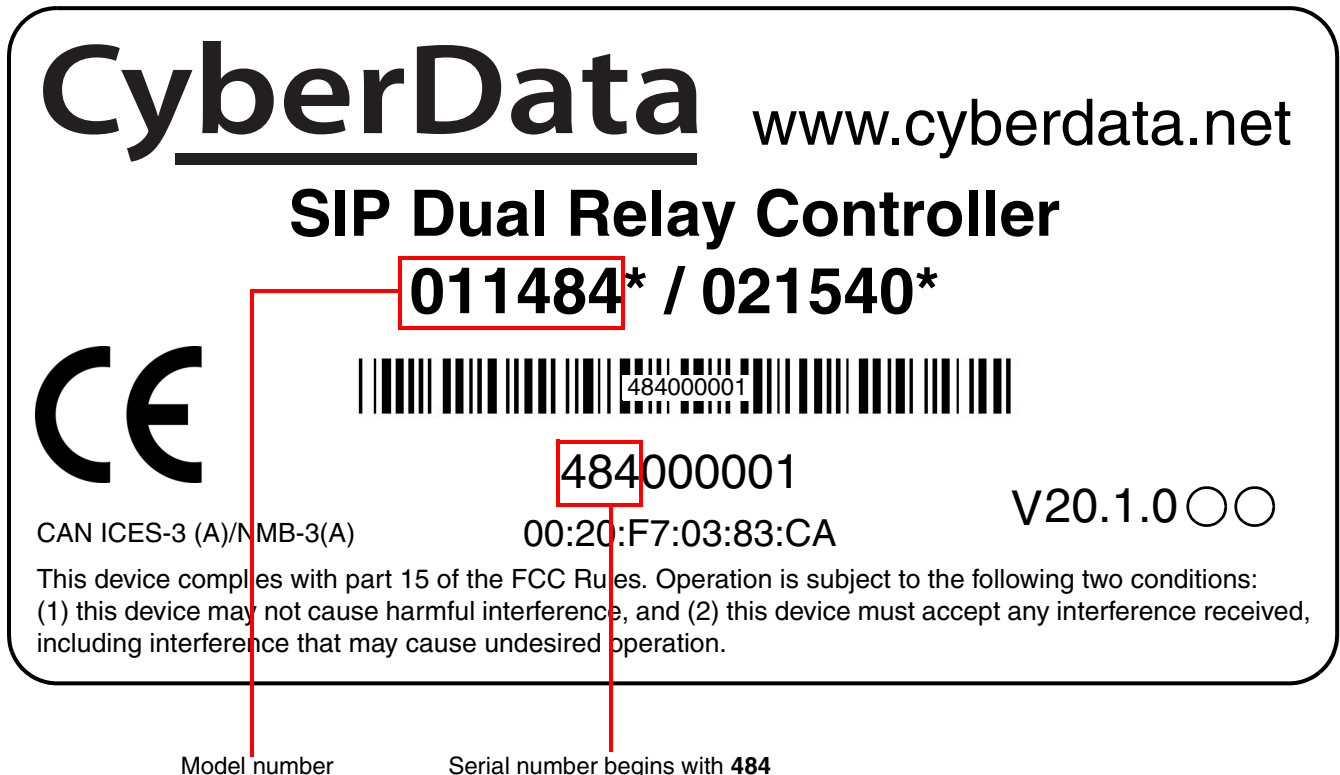 CyberData www.cyberdata.net
SIP Dual Relay Controller
011484* / 021540*
CE
484000001
484000001
V20.1.0
CAN ICES-3 (A)/NMB-3(A) 00:20:F7:03:83:CA
This device complies with part 15 of the FCC Rules. Operation is subject to the following two conditions:
(1) this device may not cause harmful interference, and (2) this device must accept any interference received,
including interference that may cause undesired operation.
Model number Serial number begins with 484